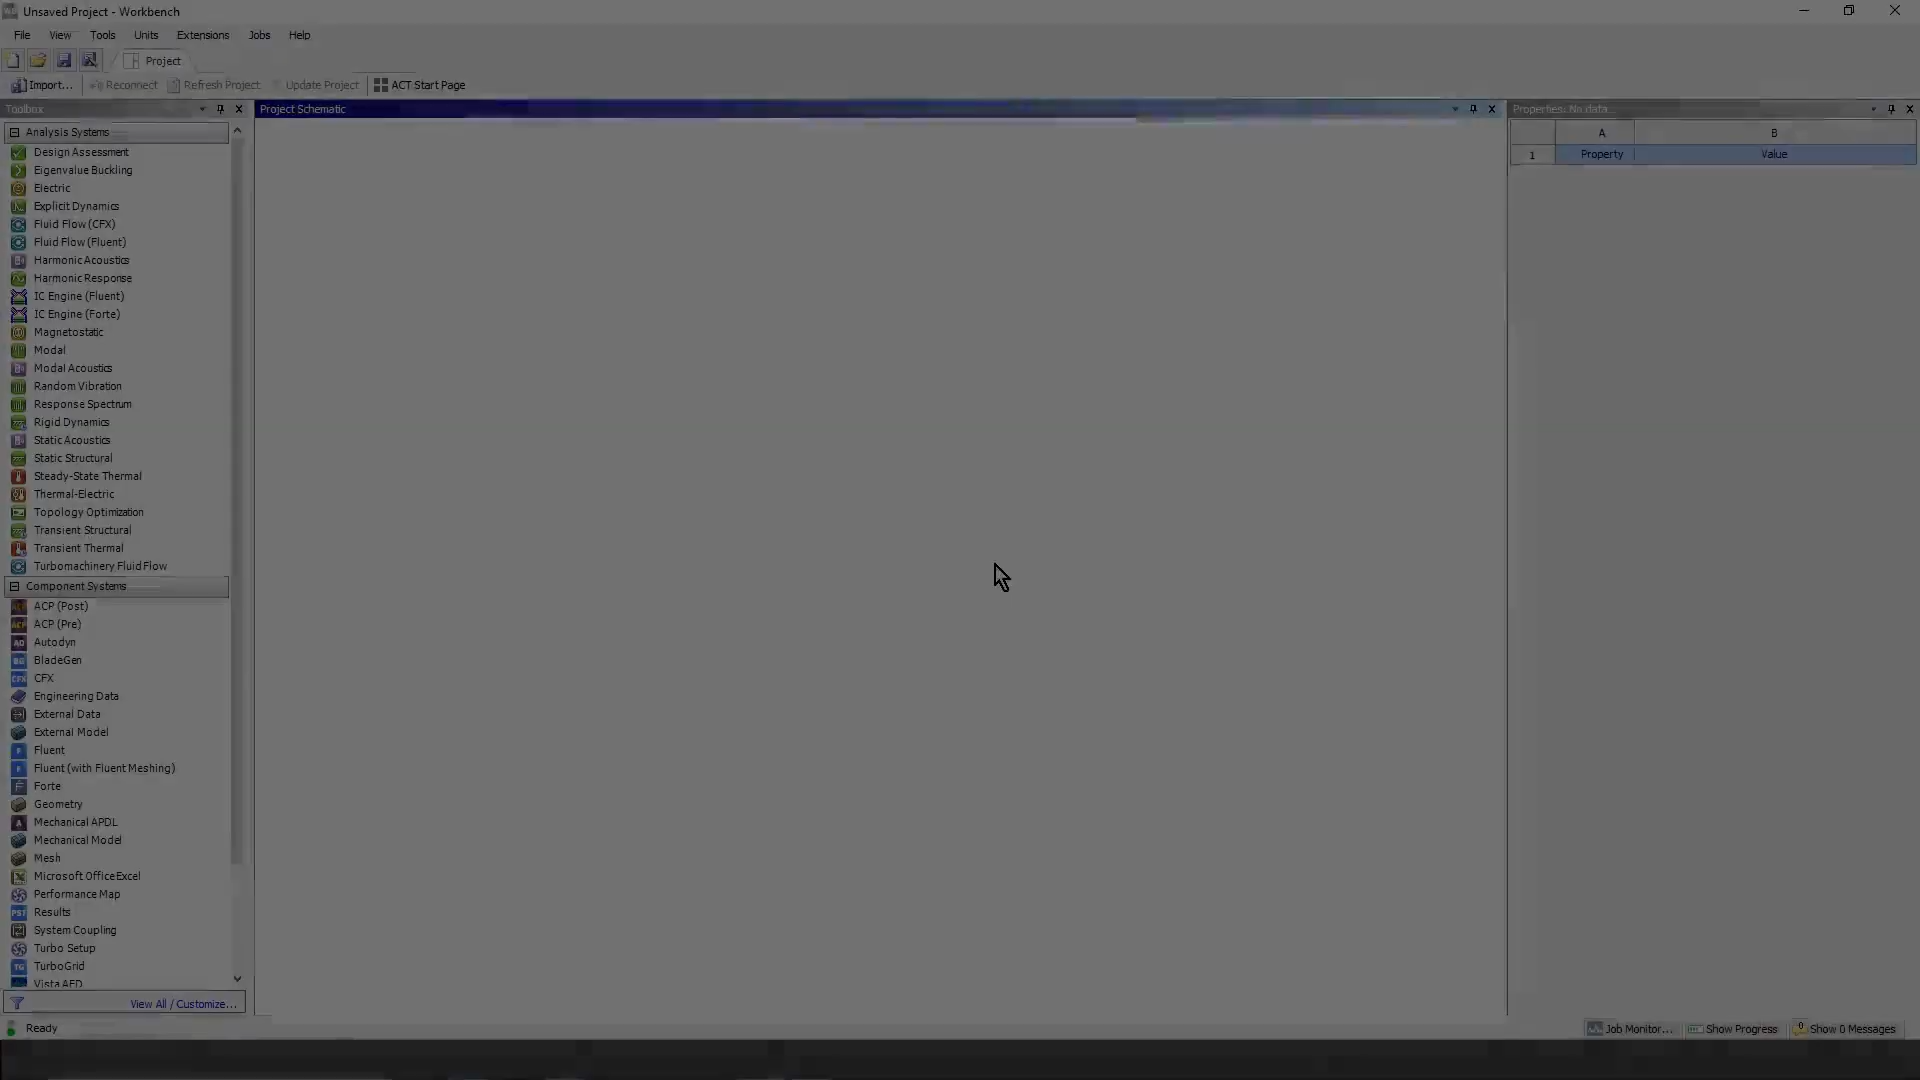 Unsaved Project - Workbench
File View Tools Units Extensions Jobs Help
Project
Import... Reconnect Refresh Project Update Project ACT Start Page
Toolbox
Project Schematic
Properties: No data
Analysis Systems
Design Assessment
Eigenvalue Buckling
Electric
Explicit Dynamics
Fluid Flow (CFX)
Fluid Flow (Fluent)
Harmonic Acoustics
Harmonic Response
IC Engine (Fluent)
IC Engine (Forte)
Magnetostatic
Modal
Modal Acoustics
Random Vibration
Response Spectrum
Rigid Dynamics
Static Acoustics
Static Structural
Steady-State Thermal
Thermal-Electric
Topology Optimization
Transient Structural
Transient Thermal
Turbomachinery Fluid Flow
Component Systems
ACP (Post)
ACP (Pre)
Autodyn
BladeGen
CFX
Engineering Data
External Data
External Model
Fluent
Fluent (with Fluent Meshing)
Forte
Geometry
Mechanical APDL
Mechanical Model
Mesh
Microsoft Office Excel
Performance Map
Results
System Coupling
Turbo Setup
TurboGrid
Vista AFD
View All / Customize...
A B
1 Property Value
Ready
Job Monitor... Show Progress Show 0 Messages